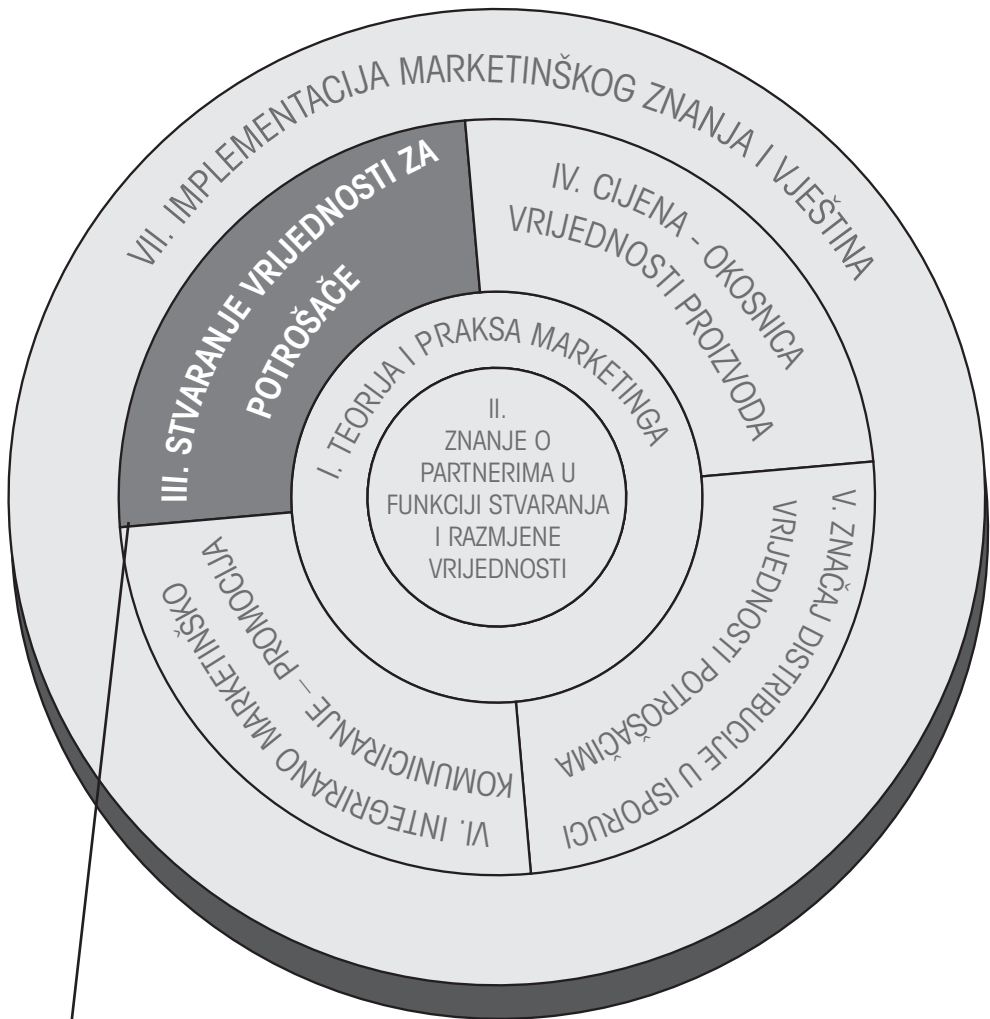 VII. IMPLEMENTACIJA MARKETINŠKOG ZNANJA I VJEŠTINA
III. STVARANJE VRIJEDNOSTI ZA
POTROŠAČE
IV. CIJENA - OKOSNICA
VRIJEDNOSTI PROIZVODA
I. TEORIJA I PRAKSA MARKETINGA
II.
ZNANJE O
PARTNERIMA U
FUNKCIJI STVARANJA
I RAZMJENE
VRIJEDNOSTI
V. ZNAČAJ DISTRIBUCIJE U ISPORUCI
VRIJEDNOSTI POTROŠAČIMA
VI. INTEGRIRANO MARKETINŠKO
KOMUNICIRANJE – PROMOCIJA